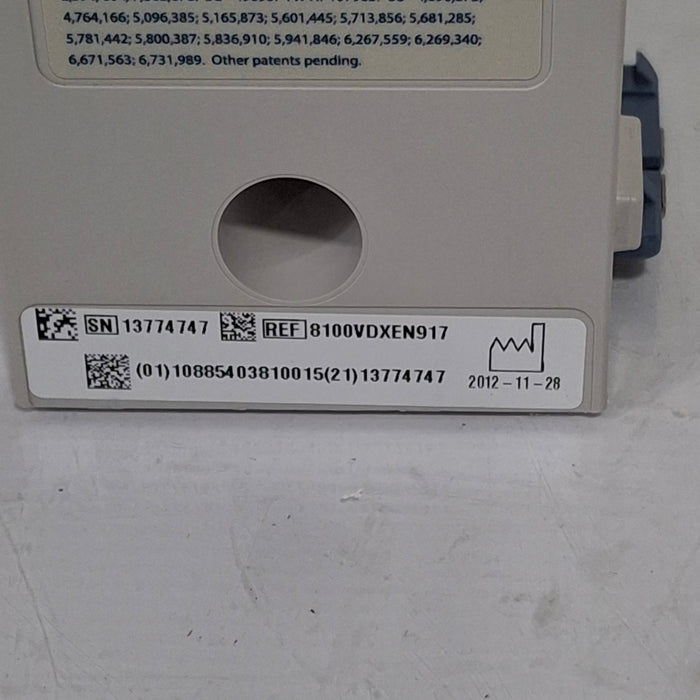 4,764,166; 5,096,385; 5,165,873; 5,601,445; 5,713,856; 5,681,285;
5,781,442; 5,800,387; 5,836,910; 5,941,846; 6,267,559; 6,269,340;
6,671,563; 6,731,989. Other patents pending.
SN 13774747 REF 8100VDXEN917
(01)10885403810015(21)13774747
2012-11-28